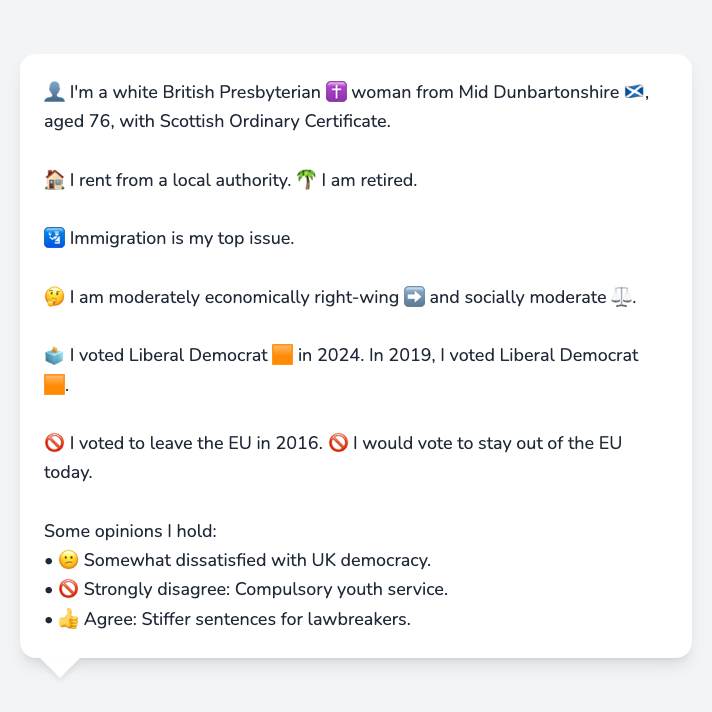 👤 I'm a white British Presbyterian ✝️ woman from Mid Dunbartonshire 🏴󠁧󠁢󠁳󠁣󠁴󠁿,
aged 76, with Scottish Ordinary Certificate.
🏠 I rent from a local authority. 🌴 I am retired.
🛂 Immigration is my top issue.
🤔 I am moderately economically right-wing ➡️ and socially moderate ⚖️.
🗳️ I voted Liberal Democrat 🟧 in 2024. In 2019, I voted Liberal Democrat
🟧.
🚫 I voted to leave the EU in 2016. 🚫 I would vote to stay out of the EU
today.
Some opinions I hold:
• 🙁 Somewhat dissatisfied with UK democracy.
• 🚫 Strongly disagree: Compulsory youth service.
• 👍 Agree: Stiffer sentences for lawbreakers.